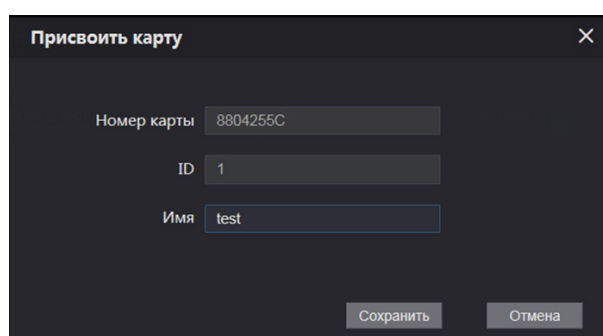 Присвоить карту
Номер карты 8804255C
ID 1
Имя test
Сохранить Отмена